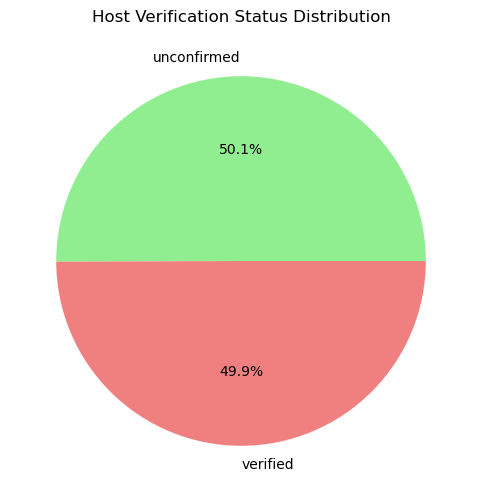 Host Verification Status Distribution
unconfirmed
50.1%
49.9%
verified